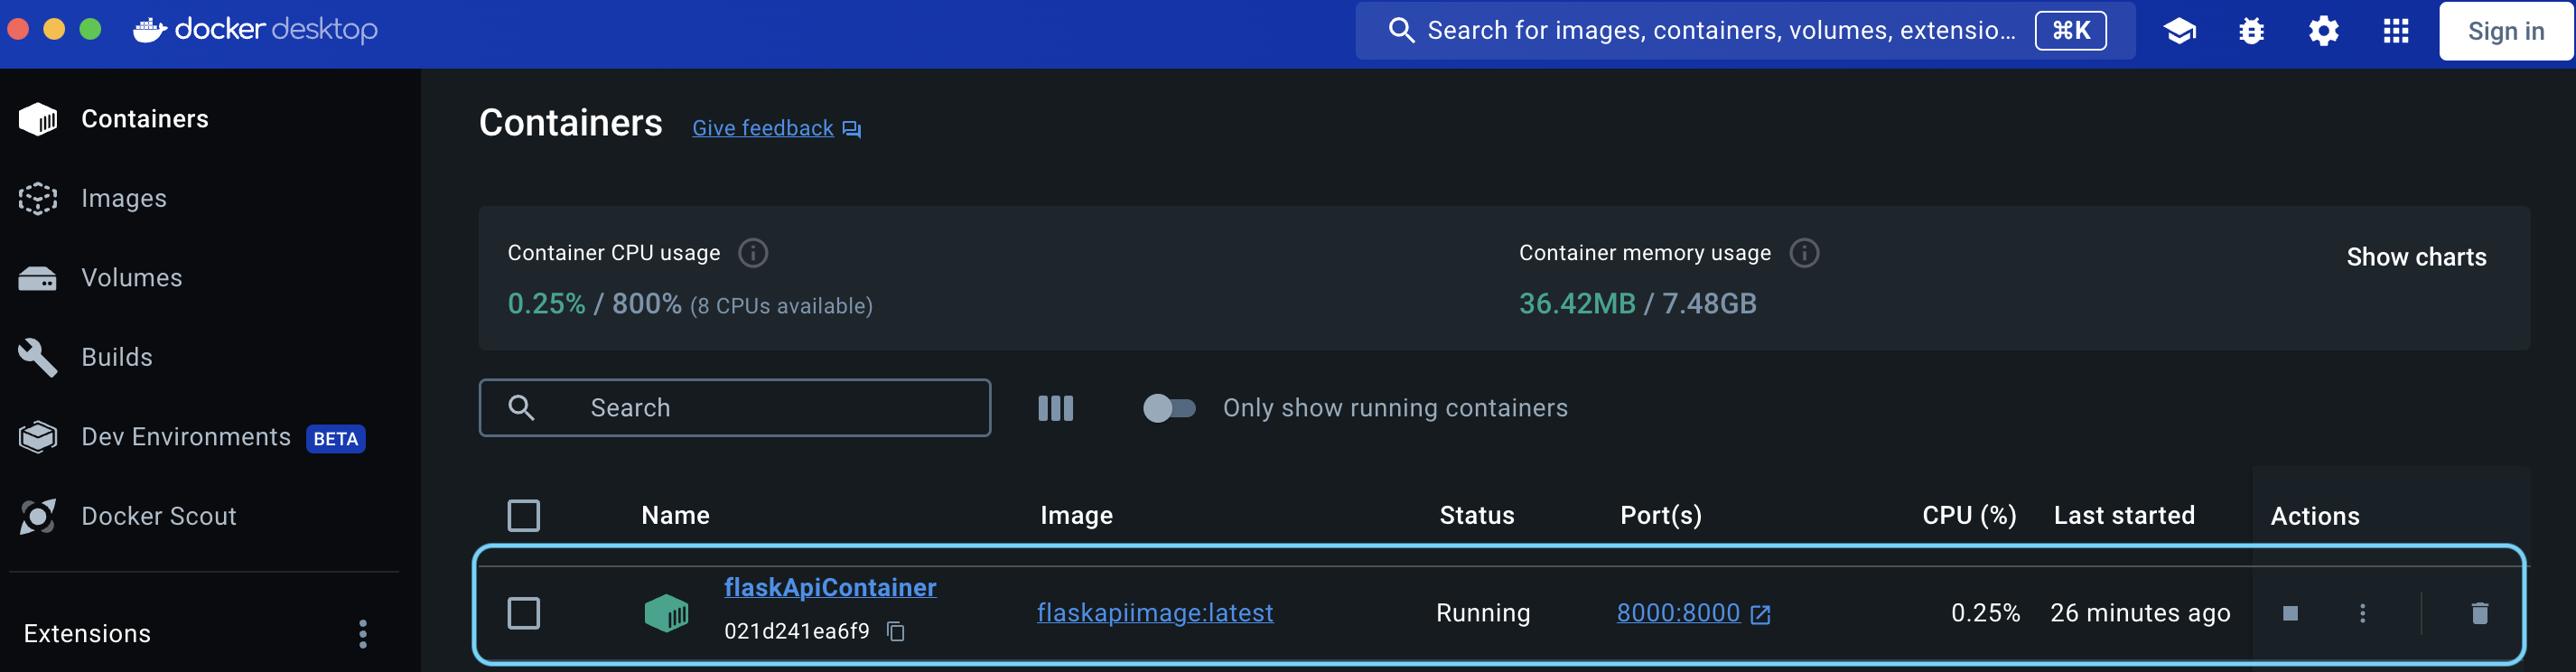 docker desktop
Search for images, containers, volumes, extensio...
⌘K
Sign in
Containers
Images
Volumes
Builds
Dev Environments BETA
Docker Scout
Extensions
Containers
Give feedback
Container CPU usage
0.25% / 800% (8 CPUs available)
Container memory usage
36.42MB / 7.48GB
Show charts
Search
Only show running containers
Name Image Status Port(s) CPU (%) Last started Actions
flaskApiContainer
021d241ea6f9
flaskapiimage:latest Running 8000:8000 0.25% 26 minutes ago